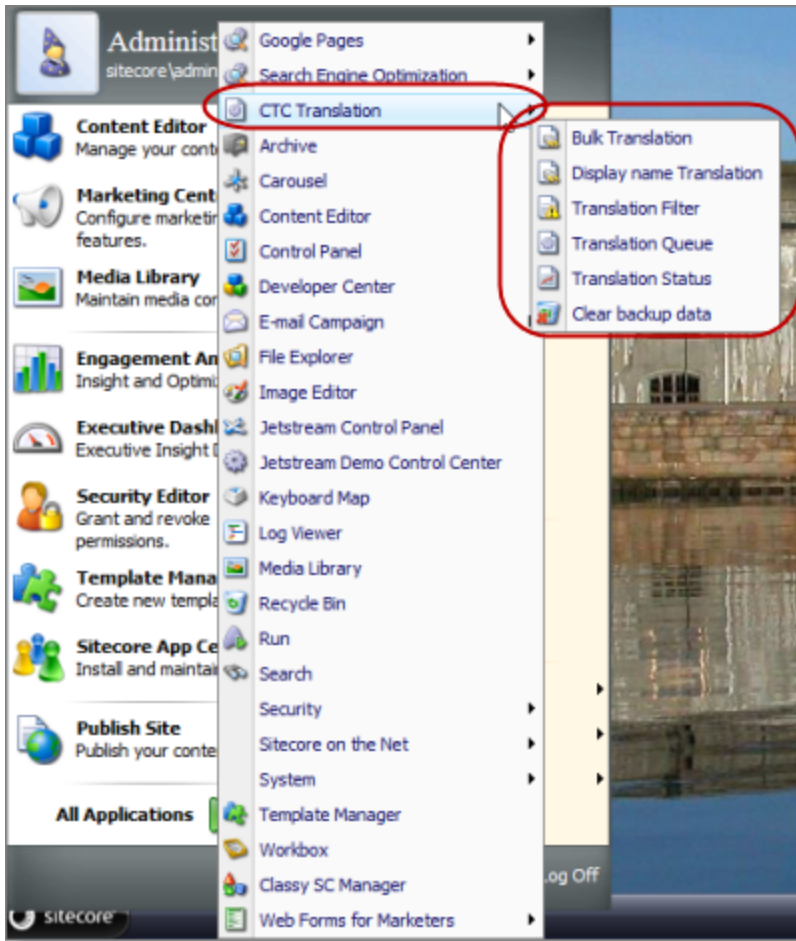 Administ
sitecore\admin
Content Editor
Manage your cont
Marketing Cent
Configure marketin
features.
Media Library
Maintain media con
Engagement An
Insight and Optimi
Executive Dashl
Executive Insight D
Security Editor
Grant and revoke
permissions.
Template Mana
Create new templa
Sitecore App Ce
Install and maintai
Publish Site
Publish your conte
All Applications
Google Pages
Search Engine Optimization
CTC Translation
Archive
Carousel
Content Editor
Control Panel
Developer Center
E-mail Campaign
File Explorer
Image Editor
Jetstream Control Panel
Jetstream Demo Control Center
Keyboard Map
Log Viewer
Media Library
Recycle Bin
Run
Search
Security
Sitecore on the Net
System
Template Manager
Workbox
Classy SC Manager
Web Forms for Marketers
Bulk Translation
Display name Translation
Translation Filter
Translation Queue
Translation Status
Clear backup data
Log Off
sitecore